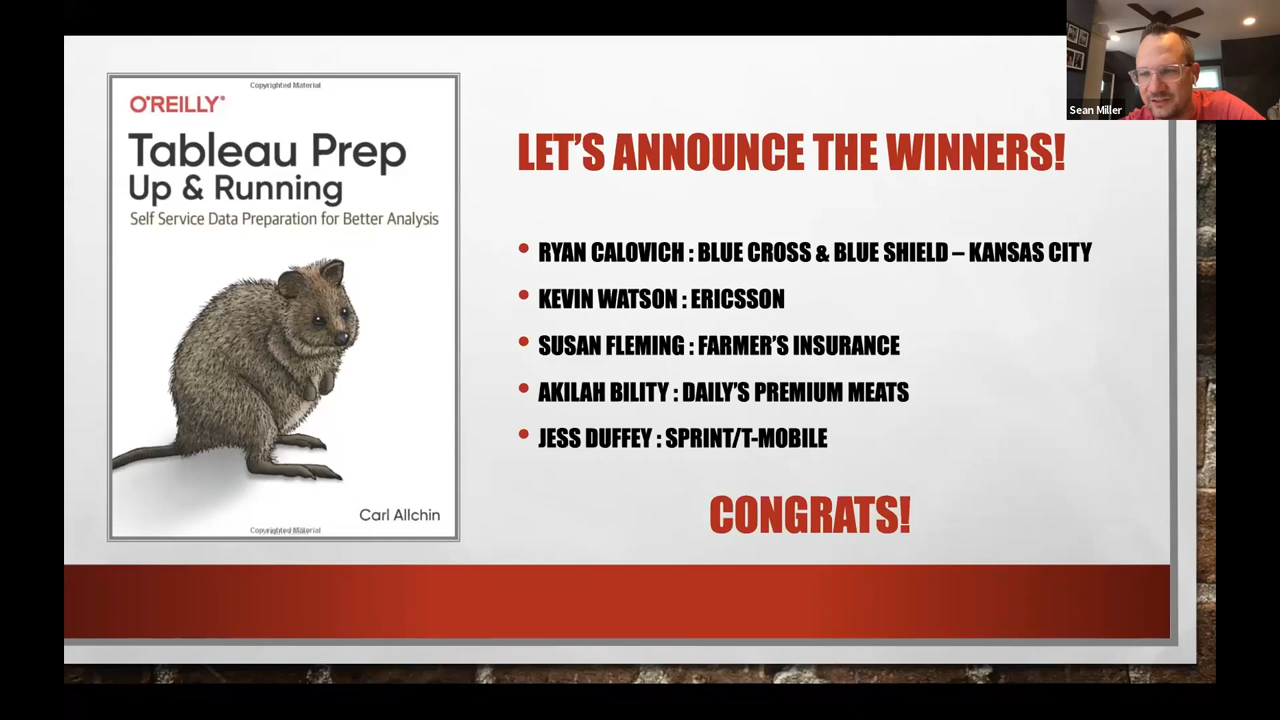 Copyrighted Material
O'REILLY®
Tableau Prep
Up & Running
Self Service Data Preparation for Better Analysis
Carl Allchin
Copyrighted Material
LET'S ANNOUNCE THE WINNERS!
• RYAN CALOVICH : BLUE CROSS & BLUE SHIELD – KANSAS CITY
• KEVIN WATSON : ERICSSON
• SUSAN FLEMING : FARMER'S INSURANCE
• AKILAH BILITY : DAILY'S PREMIUM MEATS
• JESS DUFFEY : SPRINT/T-MOBILE
CONGRATS!
Sean Miller